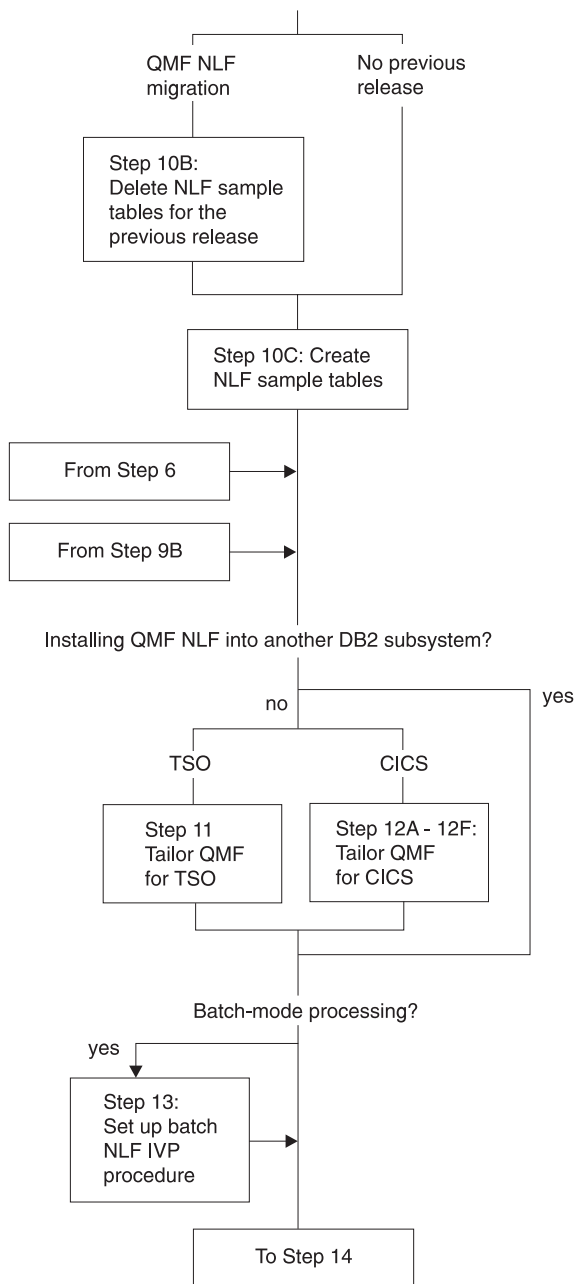 QMF NLF
migration
No previous
release
Step 10B:
Delete NLF sample
tables for the
previous release
Step 10C: Create
NLF sample tables
From Step 6
From Step 9B
Installing QMF NLF into another DB2 subsystem?
no
yes
TSO
CICS
Step 11
Tailor QMF
for TSO
Step 12A - 12F:
Tailor QMF
for CICS
Batch-mode processing?
yes
Step 13:
Set up batch
NLF IVP
procedure
To Step 14